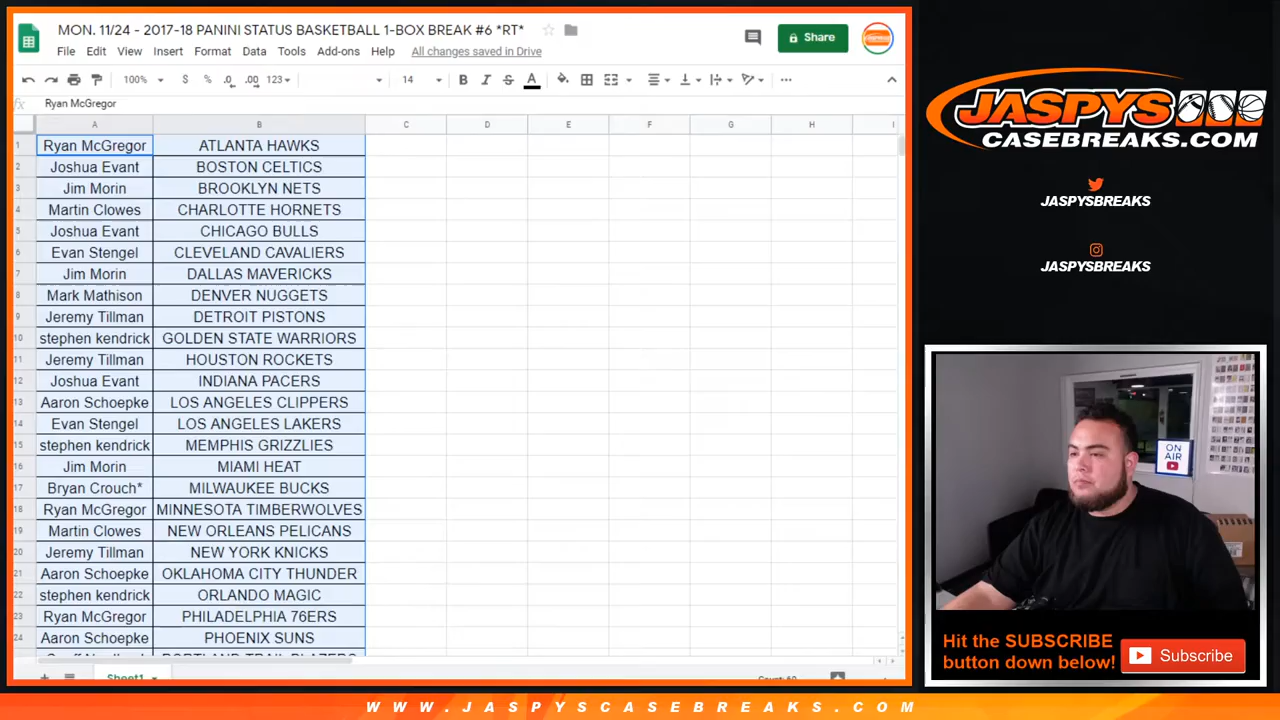 MON. 11/24 - 2017-18 PANINI STATUS BASKETBALL 1-BOX BREAK #6 *RT*
Share
File Edit View Insert Format Data Tools Add-ons Help All changes saved in Drive
100% $ % .0 .00 123 14 B I S A
fx Ryan McGregor
A B C D E F G H I
1 Ryan McGregor ATLANTA HAWKS
2 Joshua Evant BOSTON CELTICS
3 Jim Morin BROOKLYN NETS
4 Martin Clowes CHARLOTTE HORNETS
5 Joshua Evant CHICAGO BULLS
6 Evan Stengel CLEVELAND CAVALIERS
7 Jim Morin DALLAS MAVERICKS
8 Mark Mathison DENVER NUGGETS
9 Jeremy Tillman DETROIT PISTONS
10 stephen kendrick GOLDEN STATE WARRIORS
11 Jeremy Tillman HOUSTON ROCKETS
12 Joshua Evant INDIANA PACERS
13 Aaron Schoepke LOS ANGELES CLIPPERS
14 Evan Stengel LOS ANGELES LAKERS
15 stephen kendrick MEMPHIS GRIZZLIES
16 Jim Morin MIAMI HEAT
17 Bryan Crouch* MILWAUKEE BUCKS
18 Ryan McGregor MINNESOTA TIMBERWOLVES
19 Martin Clowes NEW ORLEANS PELICANS
20 Jeremy Tillman NEW YORK KNICKS
21 Aaron Schoepke OKLAHOMA CITY THUNDER
22 stephen kendrick ORLANDO MAGIC
23 Ryan McGregor PHILADELPHIA 76ERS
24 Aaron Schoepke PHOENIX SUNS
PORTLAND TRAIL BLAZERS
Sheet1
JASPYS
CASEBREAKS.COM
JASPYSBREAKS
JASPYSBREAKS
ON
AIR
Hit the SUBSCRIBE
button down below!
Subscribe
WWW.JASPYSCASEBREAKS.COM